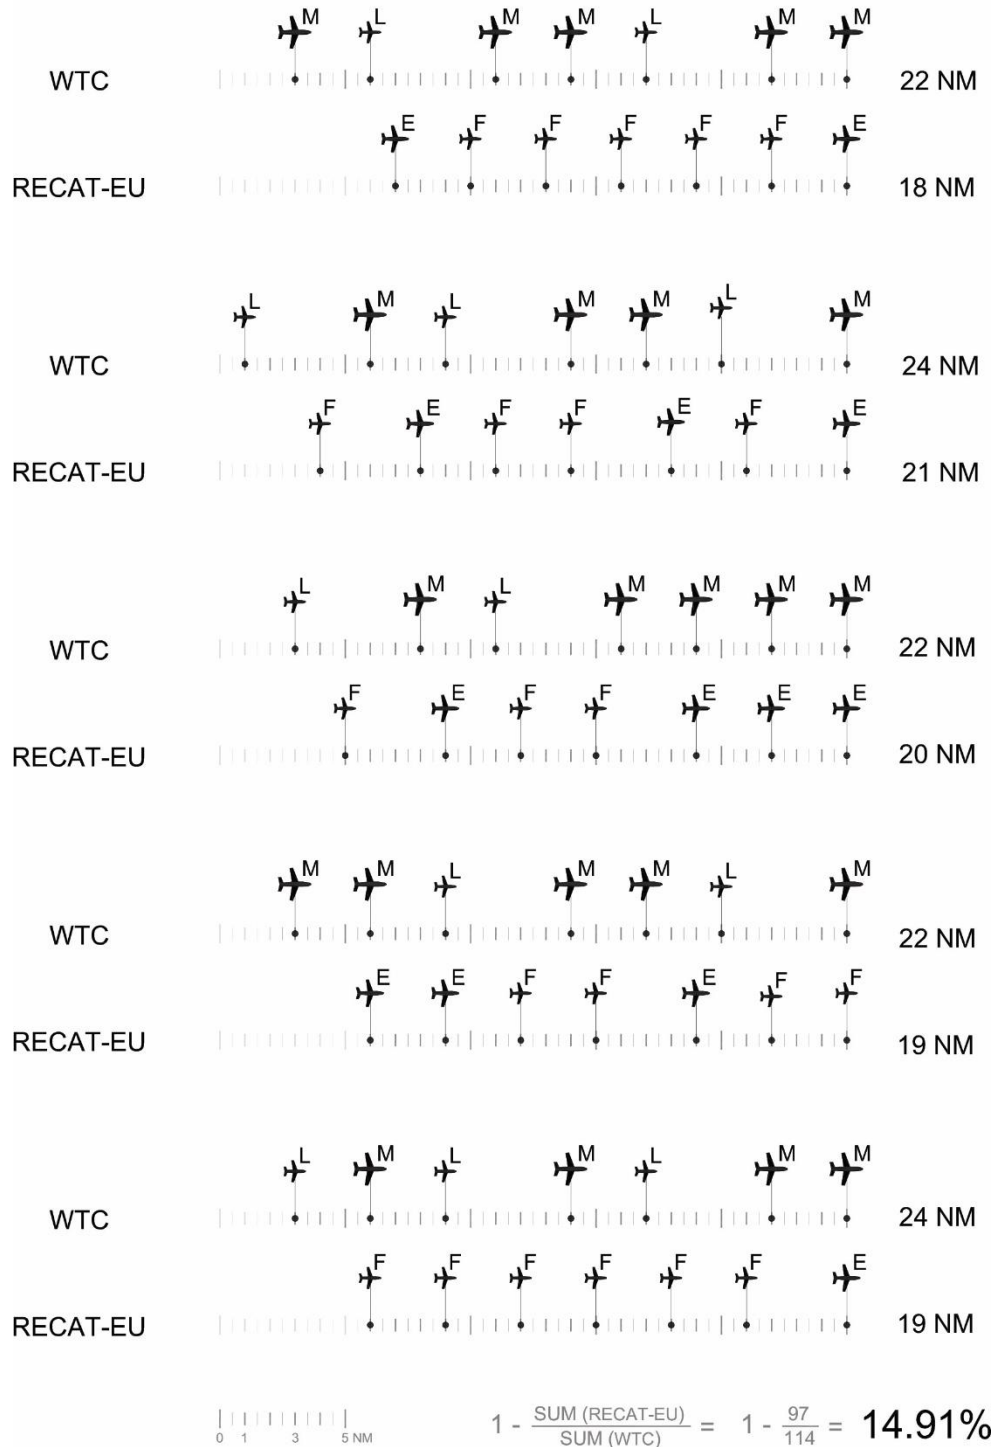 M L M M L M M
WTC 22 NM
E F F F F F E
RECAT-EU 18 NM
L M L M M L M
WTC 24 NM
F E F F E F E
RECAT-EU 21 NM
L M L M M M M
WTC 22 NM
F E F F E E E
RECAT-EU 20 NM
M M L M M L M
WTC 22 NM
E E F F E F F
RECAT-EU 19 NM
L M L M L M M
WTC 24 NM
F F F F F F E
RECAT-EU 19 NM
0 1 3 5 NM
1 - SUM (RECAT-EU) / SUM (WTC) = 1 - 97 / 114 = 14.91%